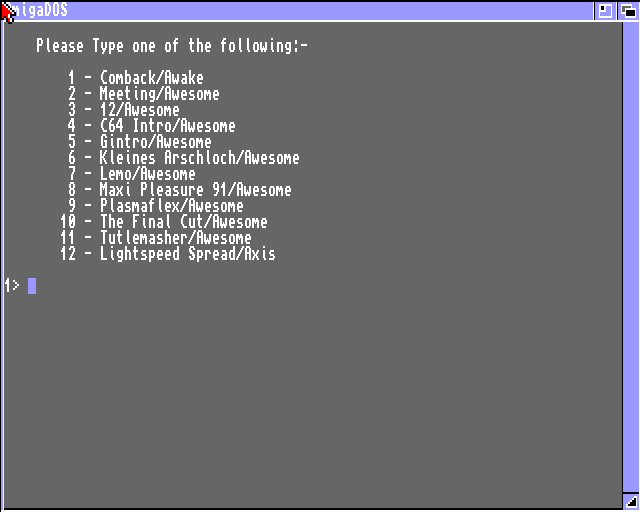 migaDOS
Please Type one of the following:-
1 - Comback/Awake
2 - Meeting/Awesome
3 - 12/Awesome
4 - C64 Intro/Awesome
5 - Gintro/Awesome
6 - Kleines Arschloch/Awesome
7 - Lemo/Awesome
8 - Maxi Pleasure 91/Awesome
9 - Plasmaflex/Awesome
10 - The Final Cut/Awesome
11 - Tutlemasher/Awesome
12 - Lightspeed Spread/Axis
1>